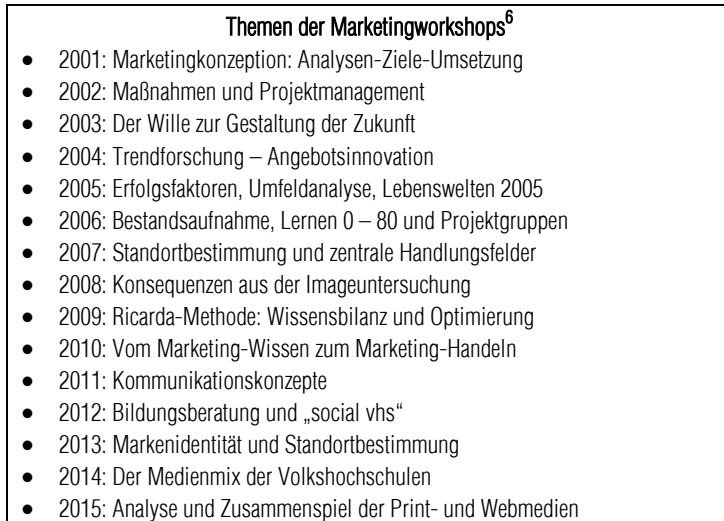 Themen der Marketingworkshops⁶
● 2001: Marketingkonzeption: Analysen-Ziele-Umsetzung
● 2002: Maßnahmen und Projektmanagement
● 2003: Der Wille zur Gestaltung der Zukunft
● 2004: Trendforschung – Angebotsinnovation
● 2005: Erfolgsfaktoren, Umfeldanalyse, Lebenswelten 2005
● 2006: Bestandsaufnahme, Lernen 0 – 80 und Projektgruppen
● 2007: Standortbestimmung und zentrale Handlungsfelder
● 2008: Konsequenzen aus der Imageuntersuchung
● 2009: Ricarda-Methode: Wissensbilanz und Optimierung
● 2010: Vom Marketing-Wissen zum Marketing-Handeln
● 2011: Kommunikationskonzepte
● 2012: Bildungsberatung und „social vhs“
● 2013: Markenidentität und Standortbestimmung
● 2014: Der Medienmix der Volkshochschulen
● 2015: Analyse und Zusammenspiel der Print- und Webmedien